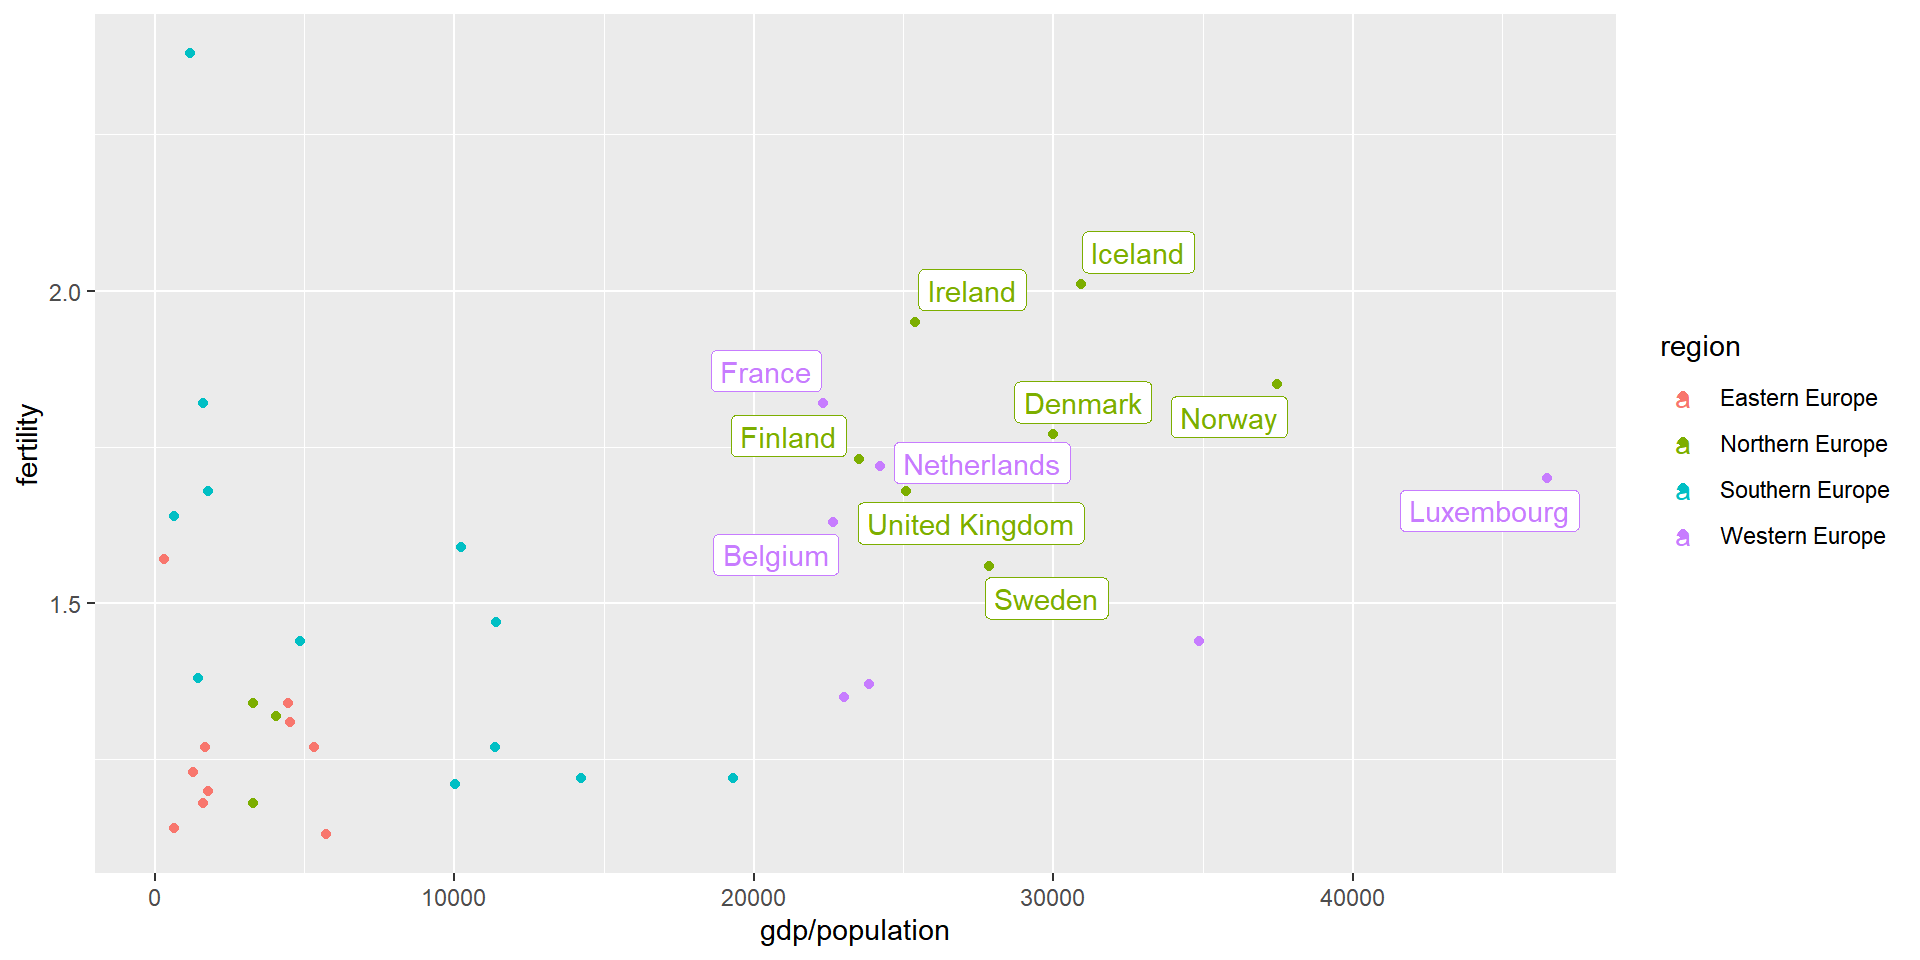 Iceland
Ireland
2.0
France
Denmark
Norway
Finland
Netherlands
United Kingdom
Luxembourg
Belgium
Sweden
1.5
fertility
0
10000
20000
30000
40000
gdp/population
region
a Eastern Europe
a Northern Europe
a Southern Europe
a Western Europe